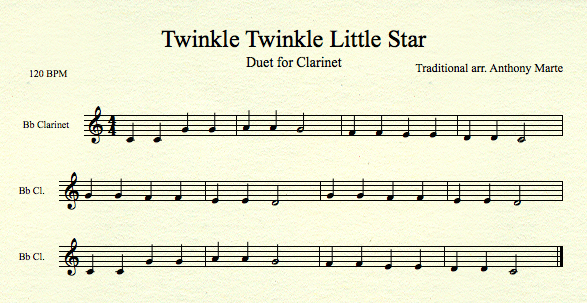 Twinkle Twinkle Little Star
Duet for Clarinet
120 BPM
Traditional arr. Anthony Marte
Bb Clarinet
4
4
Bb Cl.
Bb Cl.